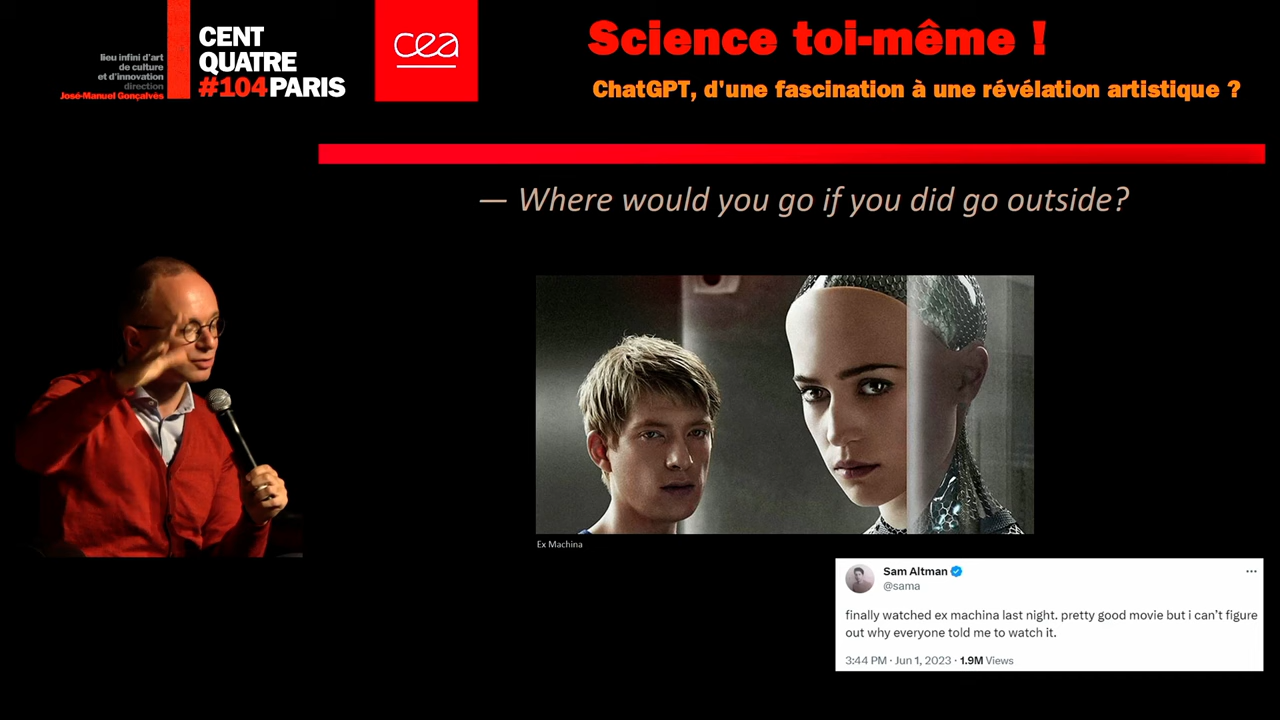 lieu infini d'art
de culture
et d'innovation
direction
José-Manuel Gonçalvès
CENT
QUATRE
#104PARIS
cea
Science toi-même !
ChatGPT, d'une fascination à une révélation artistique ?
— Where would you go if you did go outside?
Ex Machina
Sam Altman
@sama
finally watched ex machina last night. pretty good movie but i can't figure
out why everyone told me to watch it.
3:44 PM · Jun 1, 2023 · 1.9M Views